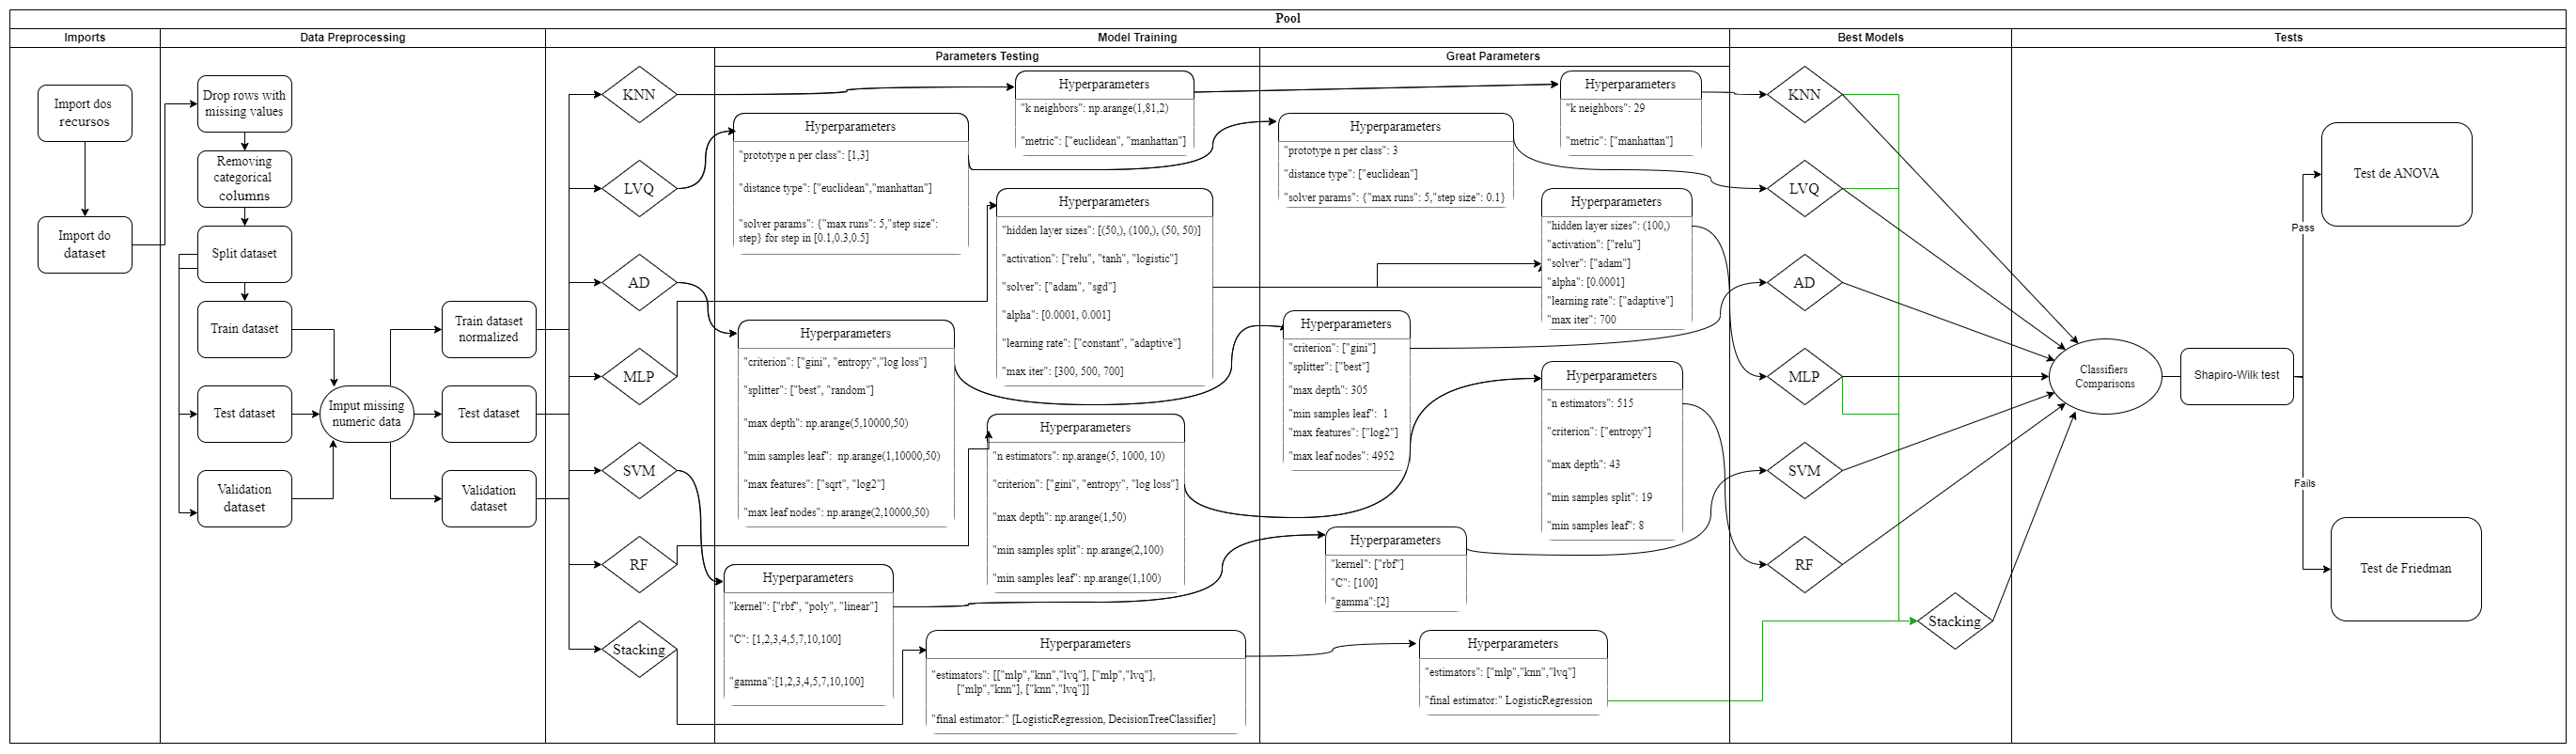 Pool
Imports
Data Preprocessing
Model Training
Best Models
Tests
Parameters Testing
Great Parameters
Import dos
recursos
Import do
dataset
Drop rows with
missing values
Removing
categorical
columns
Split dataset
Train dataset
Test dataset
Validation
dataset
Imput missing
numeric data
Train dataset
normalized
Test dataset
Validation
dataset
KNN
LVQ
AD
MLP
SVM
RF
Stacking
Hyperparameters
"k neighbors": np.arange(1,81,2)
"metric": ["euclidean", "manhattan"]
Hyperparameters
"prototype n per class": [1,3]
"distance type": ["euclidean","manhattan"]
"solver params": {"max runs": 5,"step size":
step} for step in [0.1,0.3,0.5]
Hyperparameters
"hidden layer sizes": [(50,), (100,), (50, 50)]
"activation": ["relu", "tanh", "logistic"]
"solver": ["adam", "sgd"]
"alpha": [0.0001, 0.001]
"learning rate": ["constant", "adaptive"]
"max iter": [300, 500, 700]
Hyperparameters
"criterion": ["gini", "entropy","log loss"]
"splitter": ["best", "random"]
"max depth": np.arange(5,10000,50)
"min samples leaf":  np.arange(1,10000,50)
"max features": ["sqrt", "log2"]
"max leaf nodes": np.arange(2,10000,50)
Hyperparameters
"n estimators": np.arange(5, 1000, 10)
"criterion": ["gini", "entropy", "log loss"]
"max depth": np.arange(1,50)
"min samples split": np.arange(2,100)
"min samples leaf": np.arange(1,100)
Hyperparameters
"kernel": ["rbf", "poly", "linear"]
"C": [1,2,3,4,5,7,10,100]
"gamma":[1,2,3,4,5,7,10,100]
Hyperparameters
"estimators": [["mlp","knn","lvq"], ["mlp","lvq"],
["mlp","knn"], ["knn","lvq"]]
"final estimator:" [LogisticRegression, DecisionTreeClassifier]
Hyperparameters
"k neighbors": 29
"metric": ["manhattan"]
Hyperparameters
"prototype n per class": 3
"distance type": ["euclidean"]
"solver params": {"max runs": 5,"step size": 0.1}
Hyperparameters
"hidden layer sizes": (100,)
"activation": ["relu"]
"solver": ["adam"]
"alpha": [0.0001]
"learning rate": ["adaptive"]
"max iter": 700
Hyperparameters
"criterion": ["gini"]
"splitter": ["best"]
"max depth": 305
"min samples leaf":  1
"max features": ["log2"]
"max leaf nodes": 4952
Hyperparameters
"n estimators": 515
"criterion": ["entropy"]
"max depth": 43
"min samples split": 19
"min samples leaf": 8
Hyperparameters
"kernel": ["rbf"]
"C": [100]
"gamma":[2]
Hyperparameters
"estimators": ["mlp","knn","lvq"]
"final estimator:" LogisticRegression
KNN
LVQ
AD
MLP
SVM
RF
Stacking
Classifiers
Comparisons
Shapiro-Wilk test
Pass
Fails
Test de ANOVA
Test de Friedman